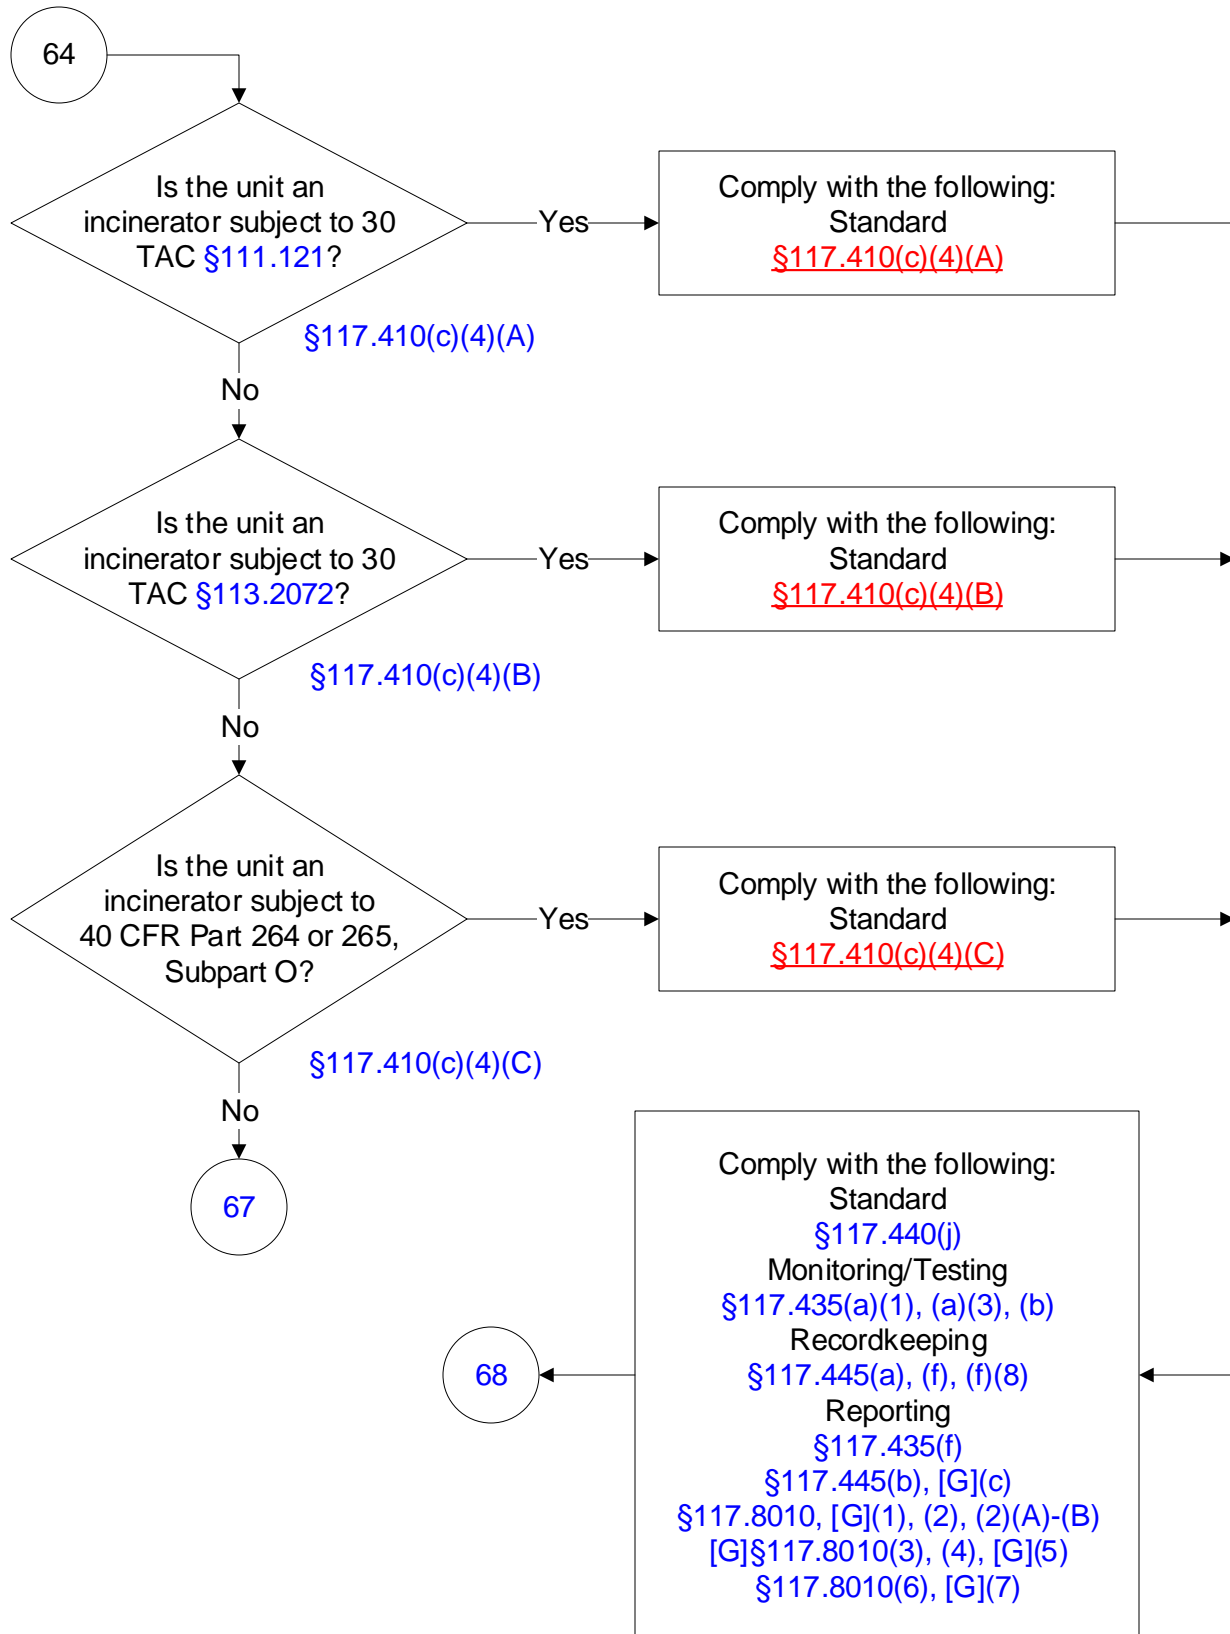 64
Is the unit an
incinerator subject to 30
TAC §111.121?
Yes
Comply with the following:
Standard
§117.410(c)(4)(A)
§117.410(c)(4)(A)
No
Is the unit an
incinerator subject to 30
TAC §113.2072?
Yes
Comply with the following:
Standard
§117.410(c)(4)(B)
§117.410(c)(4)(B)
No
Is the unit an
incinerator subject to
40 CFR Part 264 or 265,
Subpart O?
Yes
Comply with the following:
Standard
§117.410(c)(4)(C)
§117.410(c)(4)(C)
No
67
Comply with the following:
Standard
§117.440(j)
Monitoring/Testing
§117.435(a)(1), (a)(3), (b)
Recordkeeping
§117.445(a), (f), (f)(8)
Reporting
§117.435(f)
§117.445(b), [G](c)
§117.8010, [G](1), (2), (2)(A)-(B)
[G]§117.8010(3), (4), [G](5)
§117.8010(6), [G](7)
68